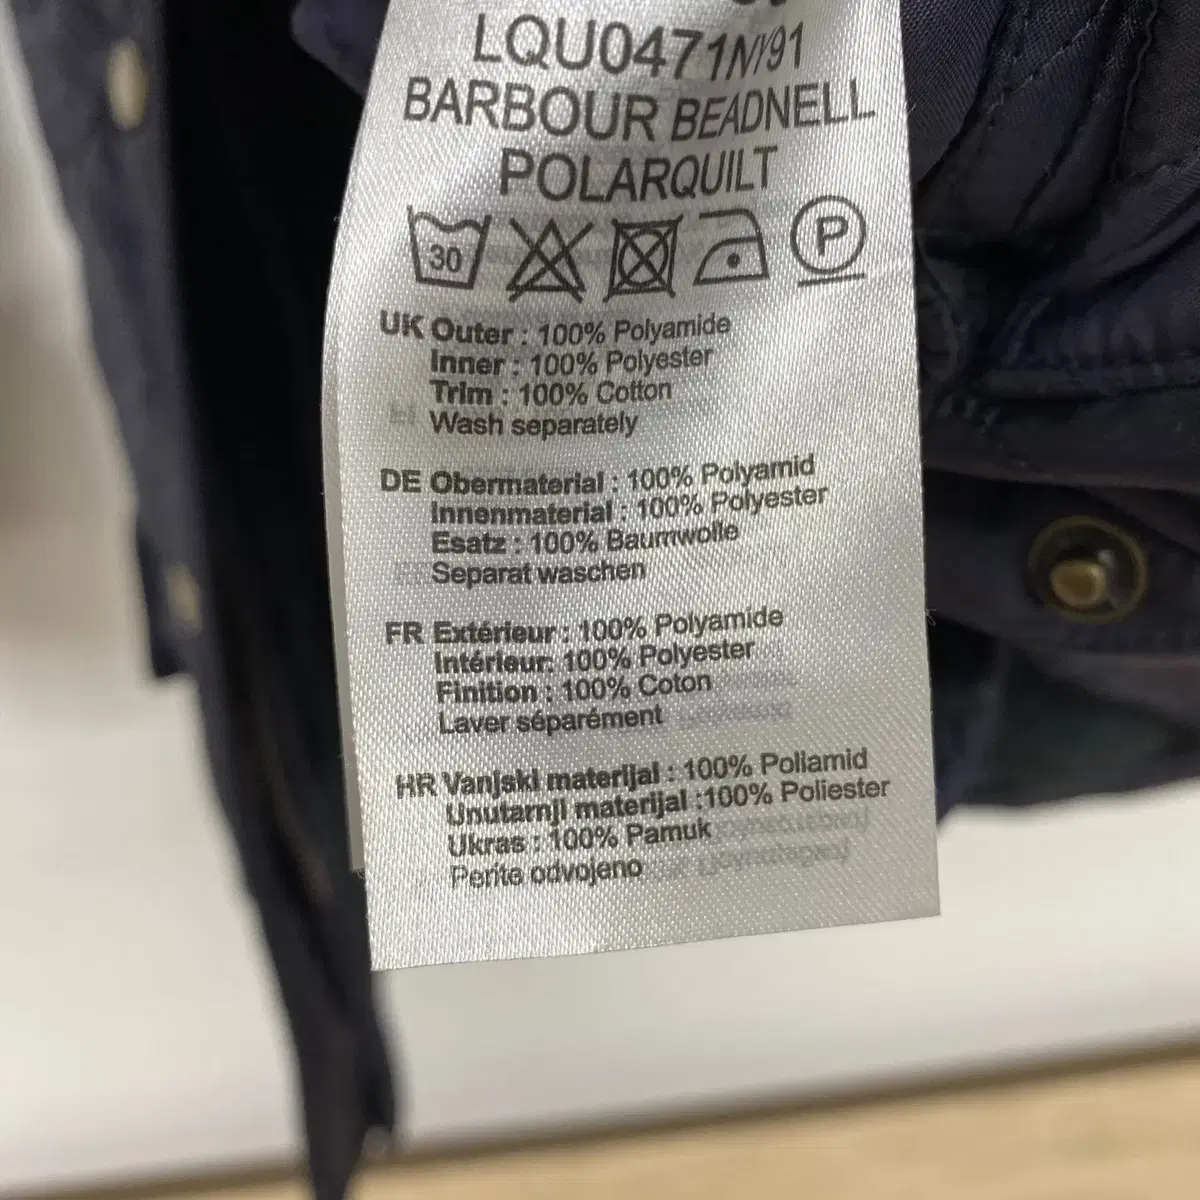 LQU0471NY91
BARBOUR BEADNELL
POLARQUILT
30 P
UK Outer : 100% Polyamide
Inner : 100% Polyester
Trim : 100% Cotton
Wash separately
DE Obermaterial : 100% Polyamid
Innenmaterial : 100% Polyester
Esatz : 100% Baumwolle
Separat waschen
FR Extérieur : 100% Polyamide
Intérieur: 100% Polyester
Finition : 100% Coton
Laver séparément
HR Vanjski materijal : 100% Poliamid
Unutarnji materijal :100% Poliester
Ukras : 100% Pamuk
Perite odvojeno